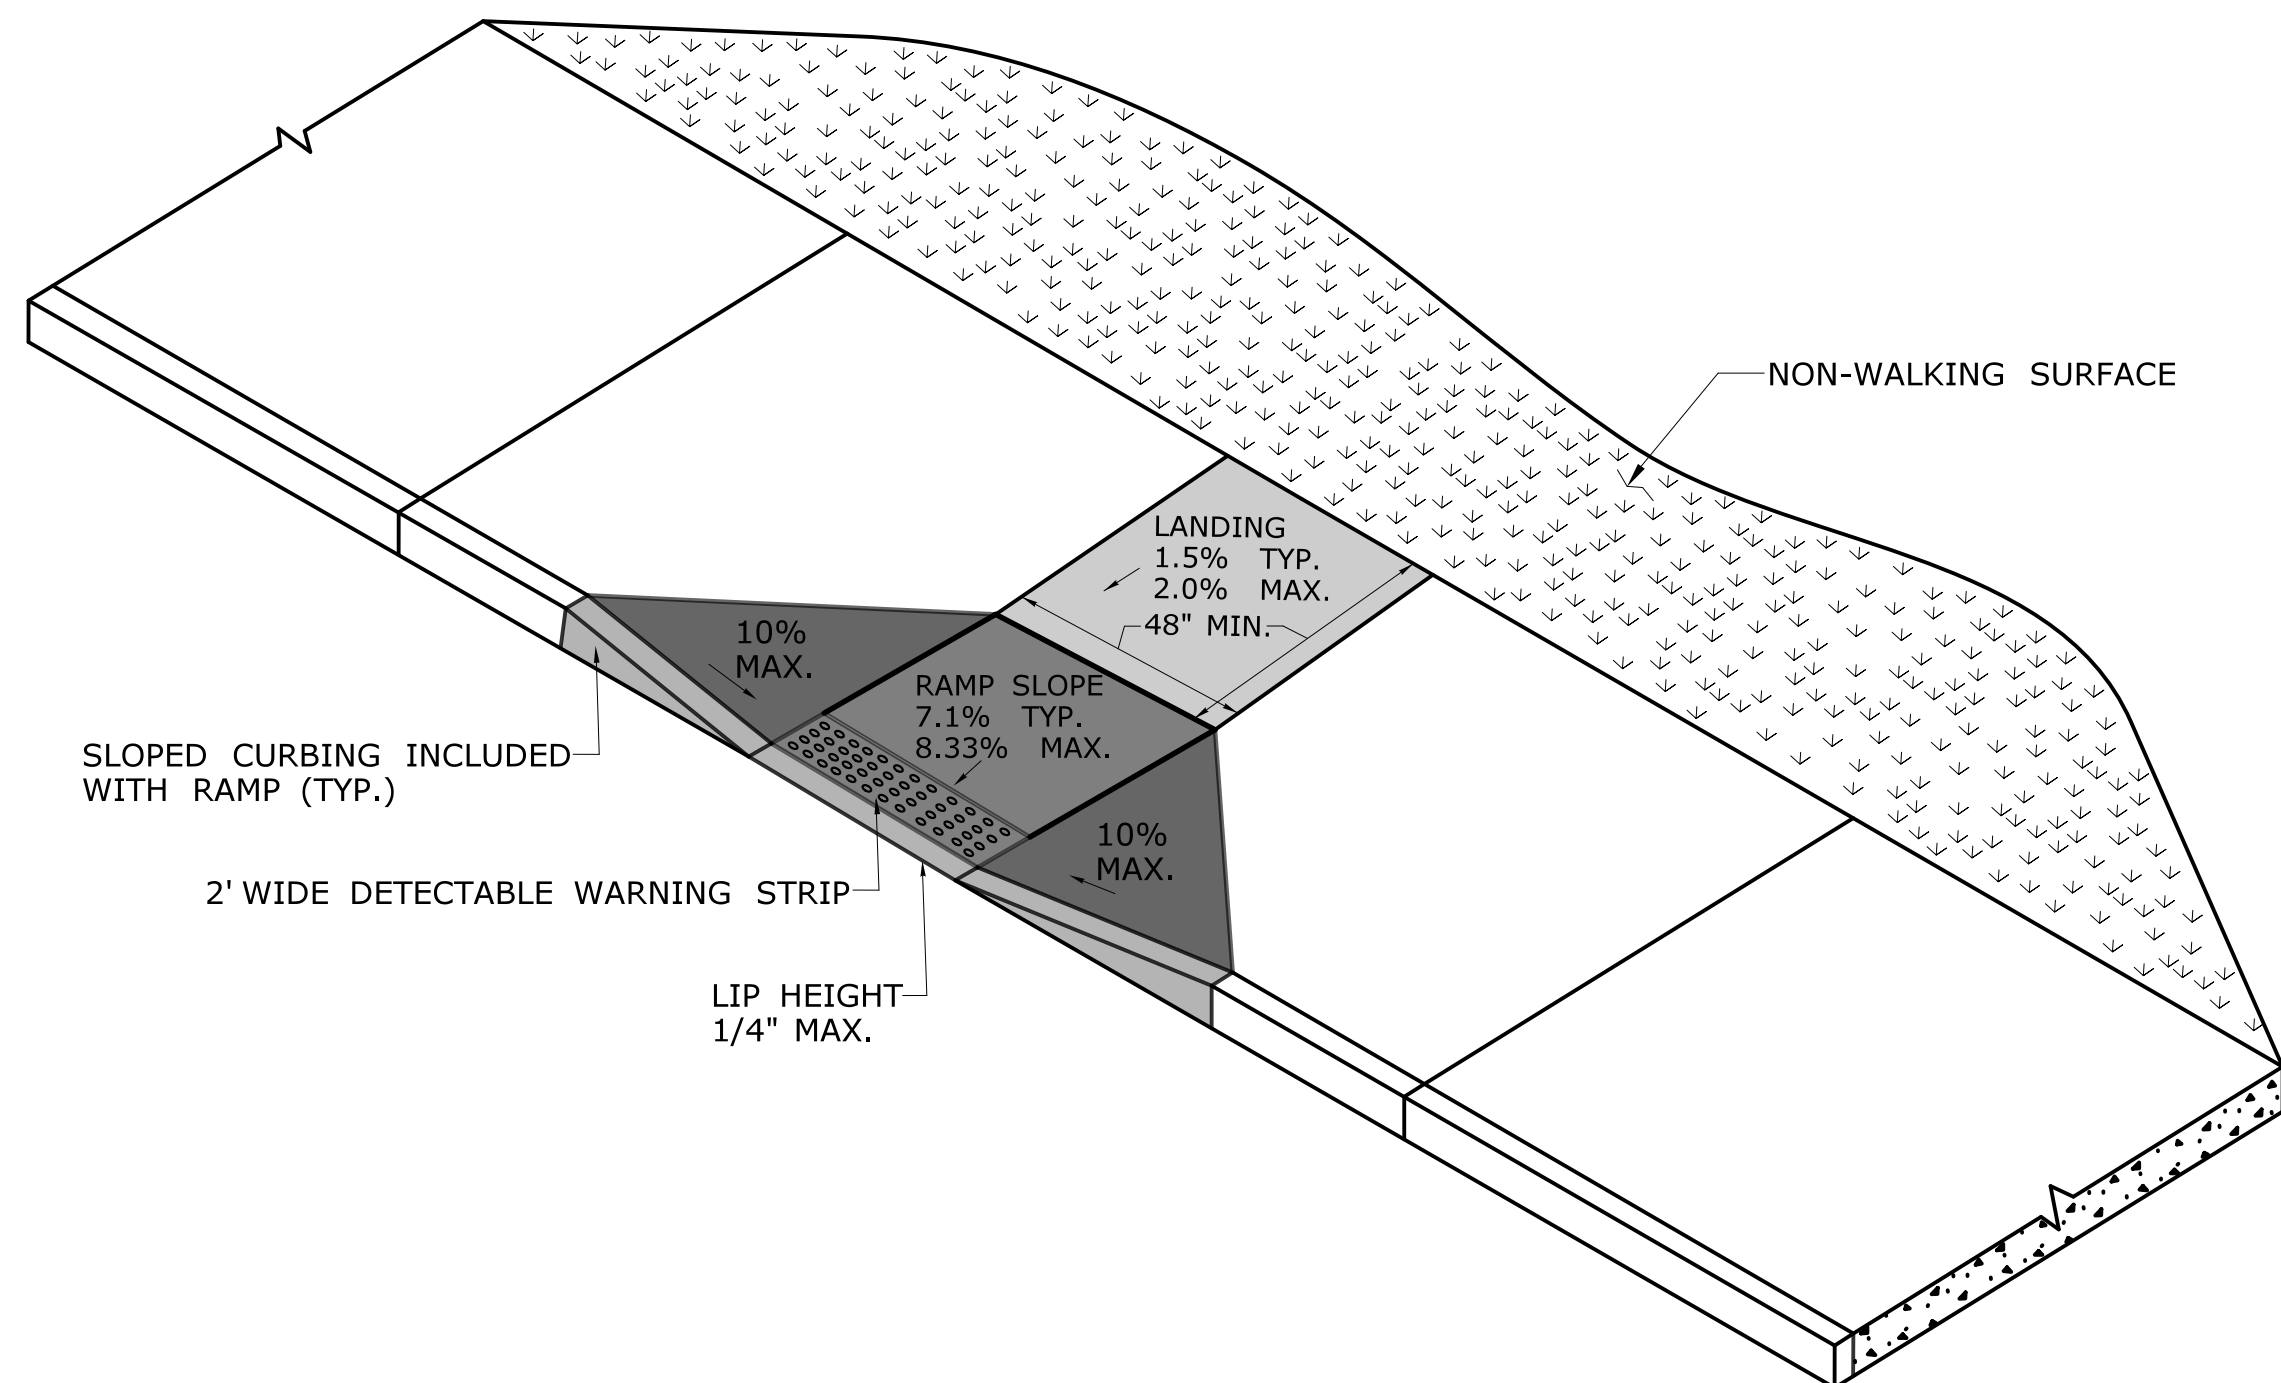 NON-WALKING SURFACE
LANDING
1.5% TYP.
2.0% MAX.
48" MIN.
10%
MAX.
RAMP SLOPE
7.1% TYP.
8.33% MAX.
SLOPED CURBING INCLUDED
WITH RAMP (TYP.)
10%
MAX.
2' WIDE DETECTABLE WARNING STRIP
LIP HEIGHT
1/4" MAX.